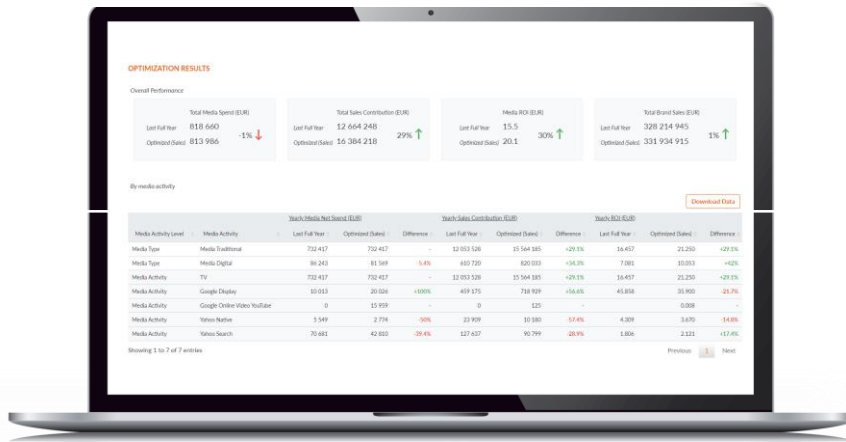 OPTIMIZATION RESULTS
Overall Performance
Total Media Spend (EUR)
Last Full Year 818 660
Optimized (Sales) 813 986
-1%
Total Sales Contribution (EUR)
Last Full Year 12 664 248
Optimized (Sales) 16 384 218
29%
Media ROI (EUR)
Last Full Year 15.5
Optimized (Sales) 20.1
30%
Total Brand Sales (EUR)
Last Full Year 328 214 945
Optimized (Sales) 331 934 915
1%
By media activity
Download Data
Yearly Media Net Spend (EUR) Yearly Sales Contribution (EUR) Yearly ROI (EUR)
Media Activity Level Media Activity Last Full Year Optimized (Sales) Difference Last Full Year Optimized (Sales) Difference Last Full Year Optimized (Sales) Difference
Media Type Media Traditional 732 417 732 417 - 12 053 528 15 564 185 +29.1% 16.457 21.250 +29.1%
Media Type Media Digital 86 243 81 569 -5.4% 610 720 820 033 +34.3% 7.081 10.053 +42%
Media Activity TV 732 417 732 417 - 12 053 528 15 564 185 +29.1% 16.457 21.250 +29.1%
Media Activity Google Display 10 013 20 026 +100% 459 175 718 929 +56.6% 45.858 35.900 -21.7%
Media Activity Google Online Video YouTube 0 15 959 - 0 125 - 0.008 -
Media Activity Yahoo Native 5 549 2 774 -50% 23 909 10 180 -57.4% 4.309 3.670 -14.8%
Media Activity Yahoo Search 70 681 42 810 -39.4% 127 637 90 799 -28.9% 1.806 2.121 +17.4%
Showing 1 to 7 of 7 entries
Previous 1 Next